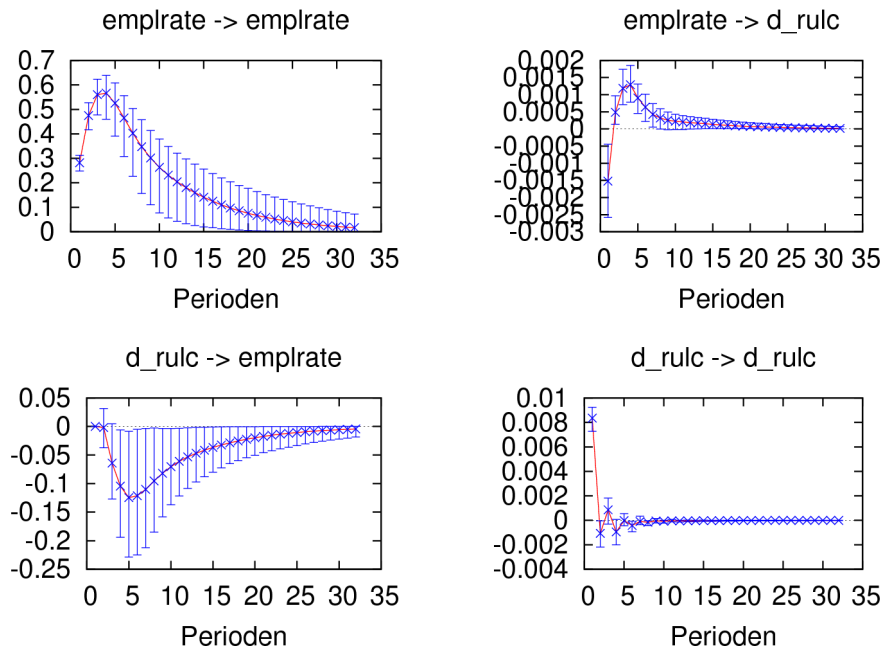 emplrate -> emplrate
0.7
0.6
0.5
0.4
0.3
0.2
0.1
0
0 5 10 15 20 25 30 35
Perioden
emplrate -> d_rulc
0.002
0.0015
0.001
0.0005
0
-0.0005
-0.001
-0.0015
-0.002
-0.0025
-0.003
0 5 10 15 20 25 30 35
Perioden
d_rulc -> emplrate
0.05
0
-0.05
-0.1
-0.15
-0.2
-0.25
0 5 10 15 20 25 30 35
Perioden
d_rulc -> d_rulc
0.01
0.008
0.006
0.004
0.002
0
-0.002
-0.004
0 5 10 15 20 25 30 35
Perioden